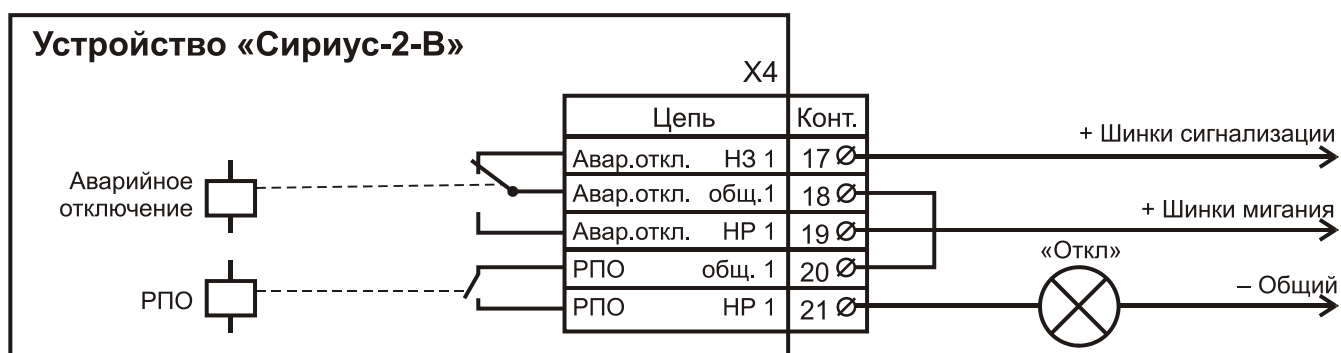 Устройство «Сириус-2-В»
X4
Цепь Конт.
Авар.откл. НЗ 1 17 + Шинки сигнализации
Аварийное
отключение
Авар.откл. общ.1 18
Авар.откл. НР 1 19 + Шинки мигания
РПО
РПО общ. 1 20 «Откл»
РПО НР 1 21 – Общий